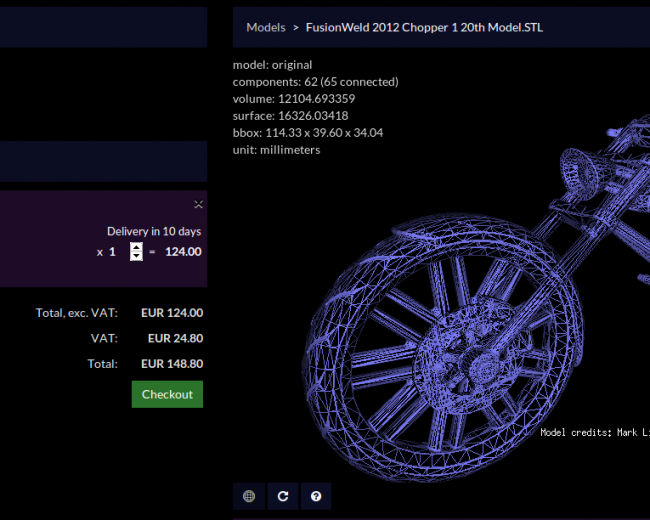 Models > FusionWeld 2012 Chopper 1 20th Model.STL
model: original
components: 62 (65 connected)
volume: 12104.693359
surface: 16326.03418
bbox: 114.33 x 39.60 x 34.04
unit: millimeters
Delivery in 10 days
x 1 = 124.00
Total, exc. VAT: EUR 124.00
VAT: EUR 24.80
Total: EUR 148.80
Checkout
Model credits: Mark